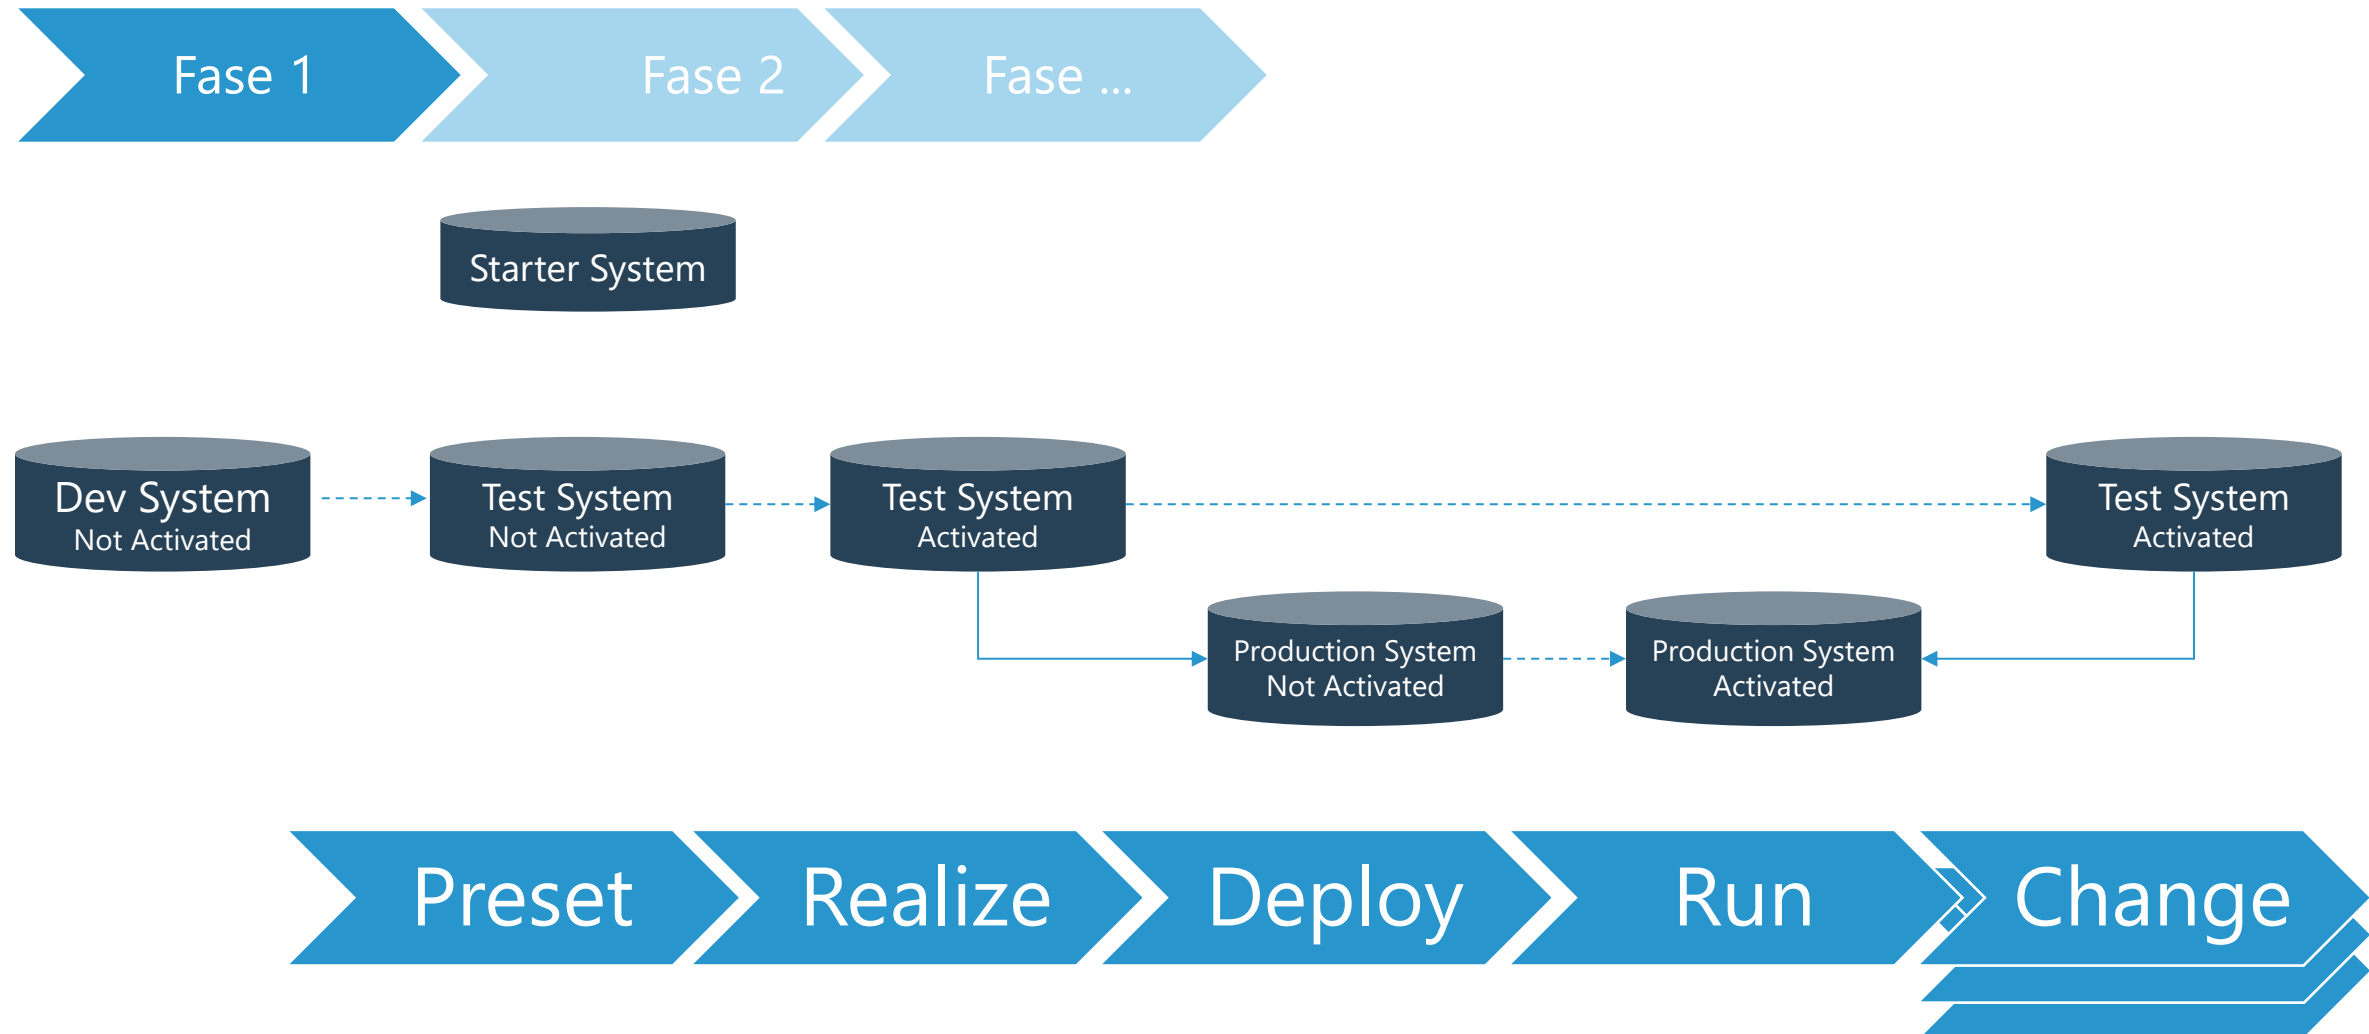 Fase 1
Fase 2
Fase ...
Starter System
Dev System
Not Activated
Test System
Not Activated
Test System
Activated
Test System
Activated
Production System
Not Activated
Production System
Activated
Preset
Realize
Deploy
Run
Change